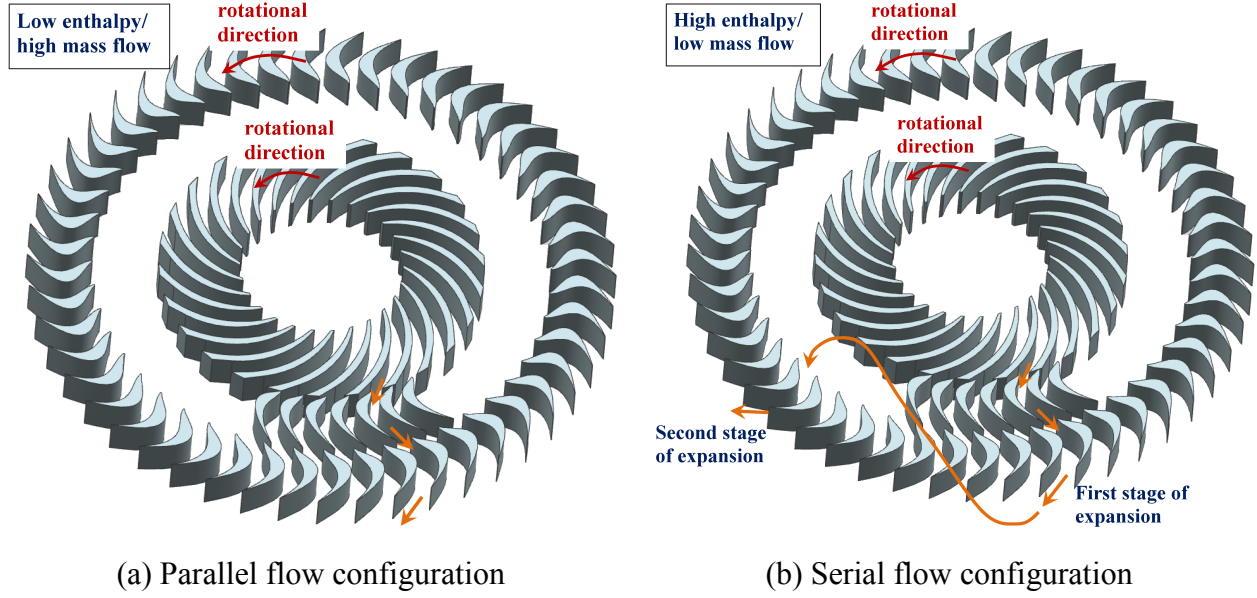 Low enthalpy/
high mass flow
rotational
direction
rotational
direction
(a) Parallel flow configuration
High enthalpy/
low mass flow
rotational
direction
rotational
direction
Second stage
of expansion
First stage of
expansion
(b) Serial flow configuration